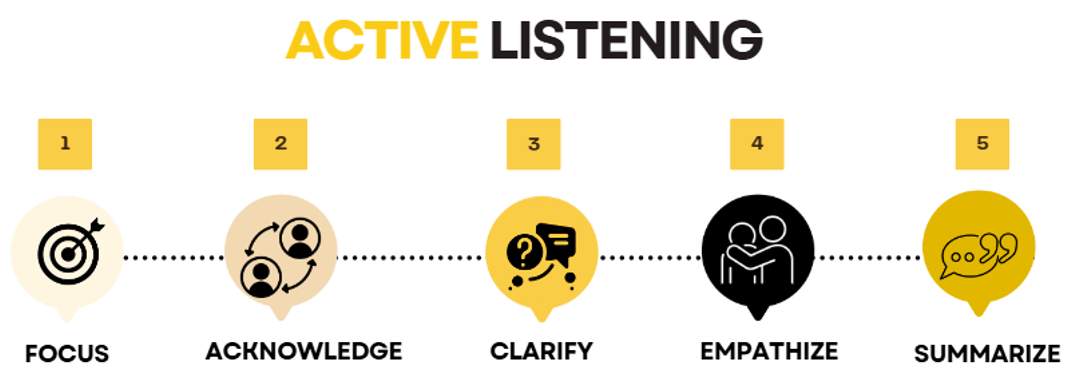 ACTIVE LISTENING
1 2 3 4 5
?
FOCUS ACKNOWLEDGE CLARIFY EMPATHIZE SUMMARIZE